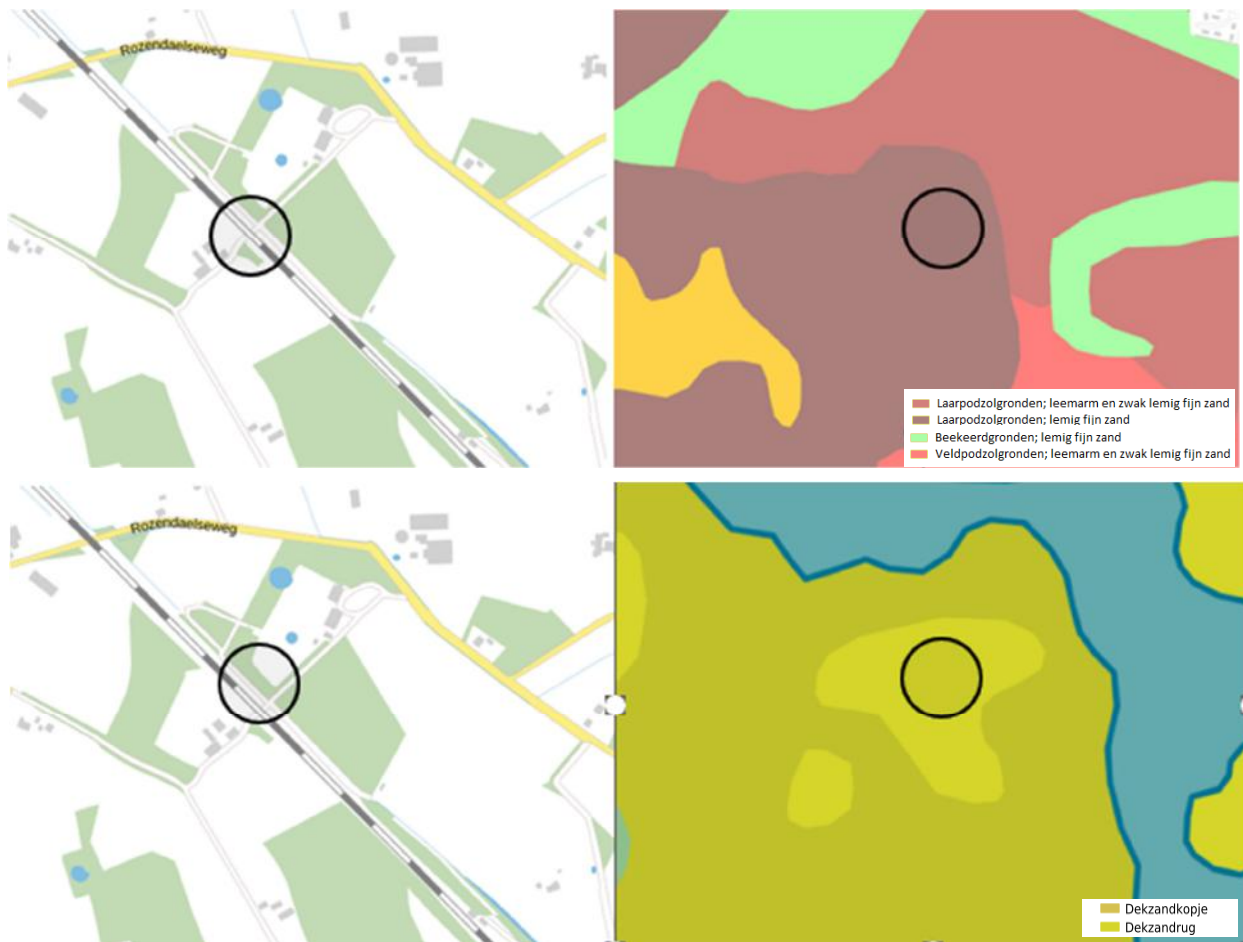 Rozendaelseweg
Laarpodzolgronden; leemarm en zwak lemig fijn zand
Laarpodzolgronden; lemig fijn zand
Beekeerdgronden; lemig fijn zand
Veldpodzolgronden; leemarm en zwak lemig fijn zand
Rozendaelseweg
Dekzandkopje
Dekzandrug